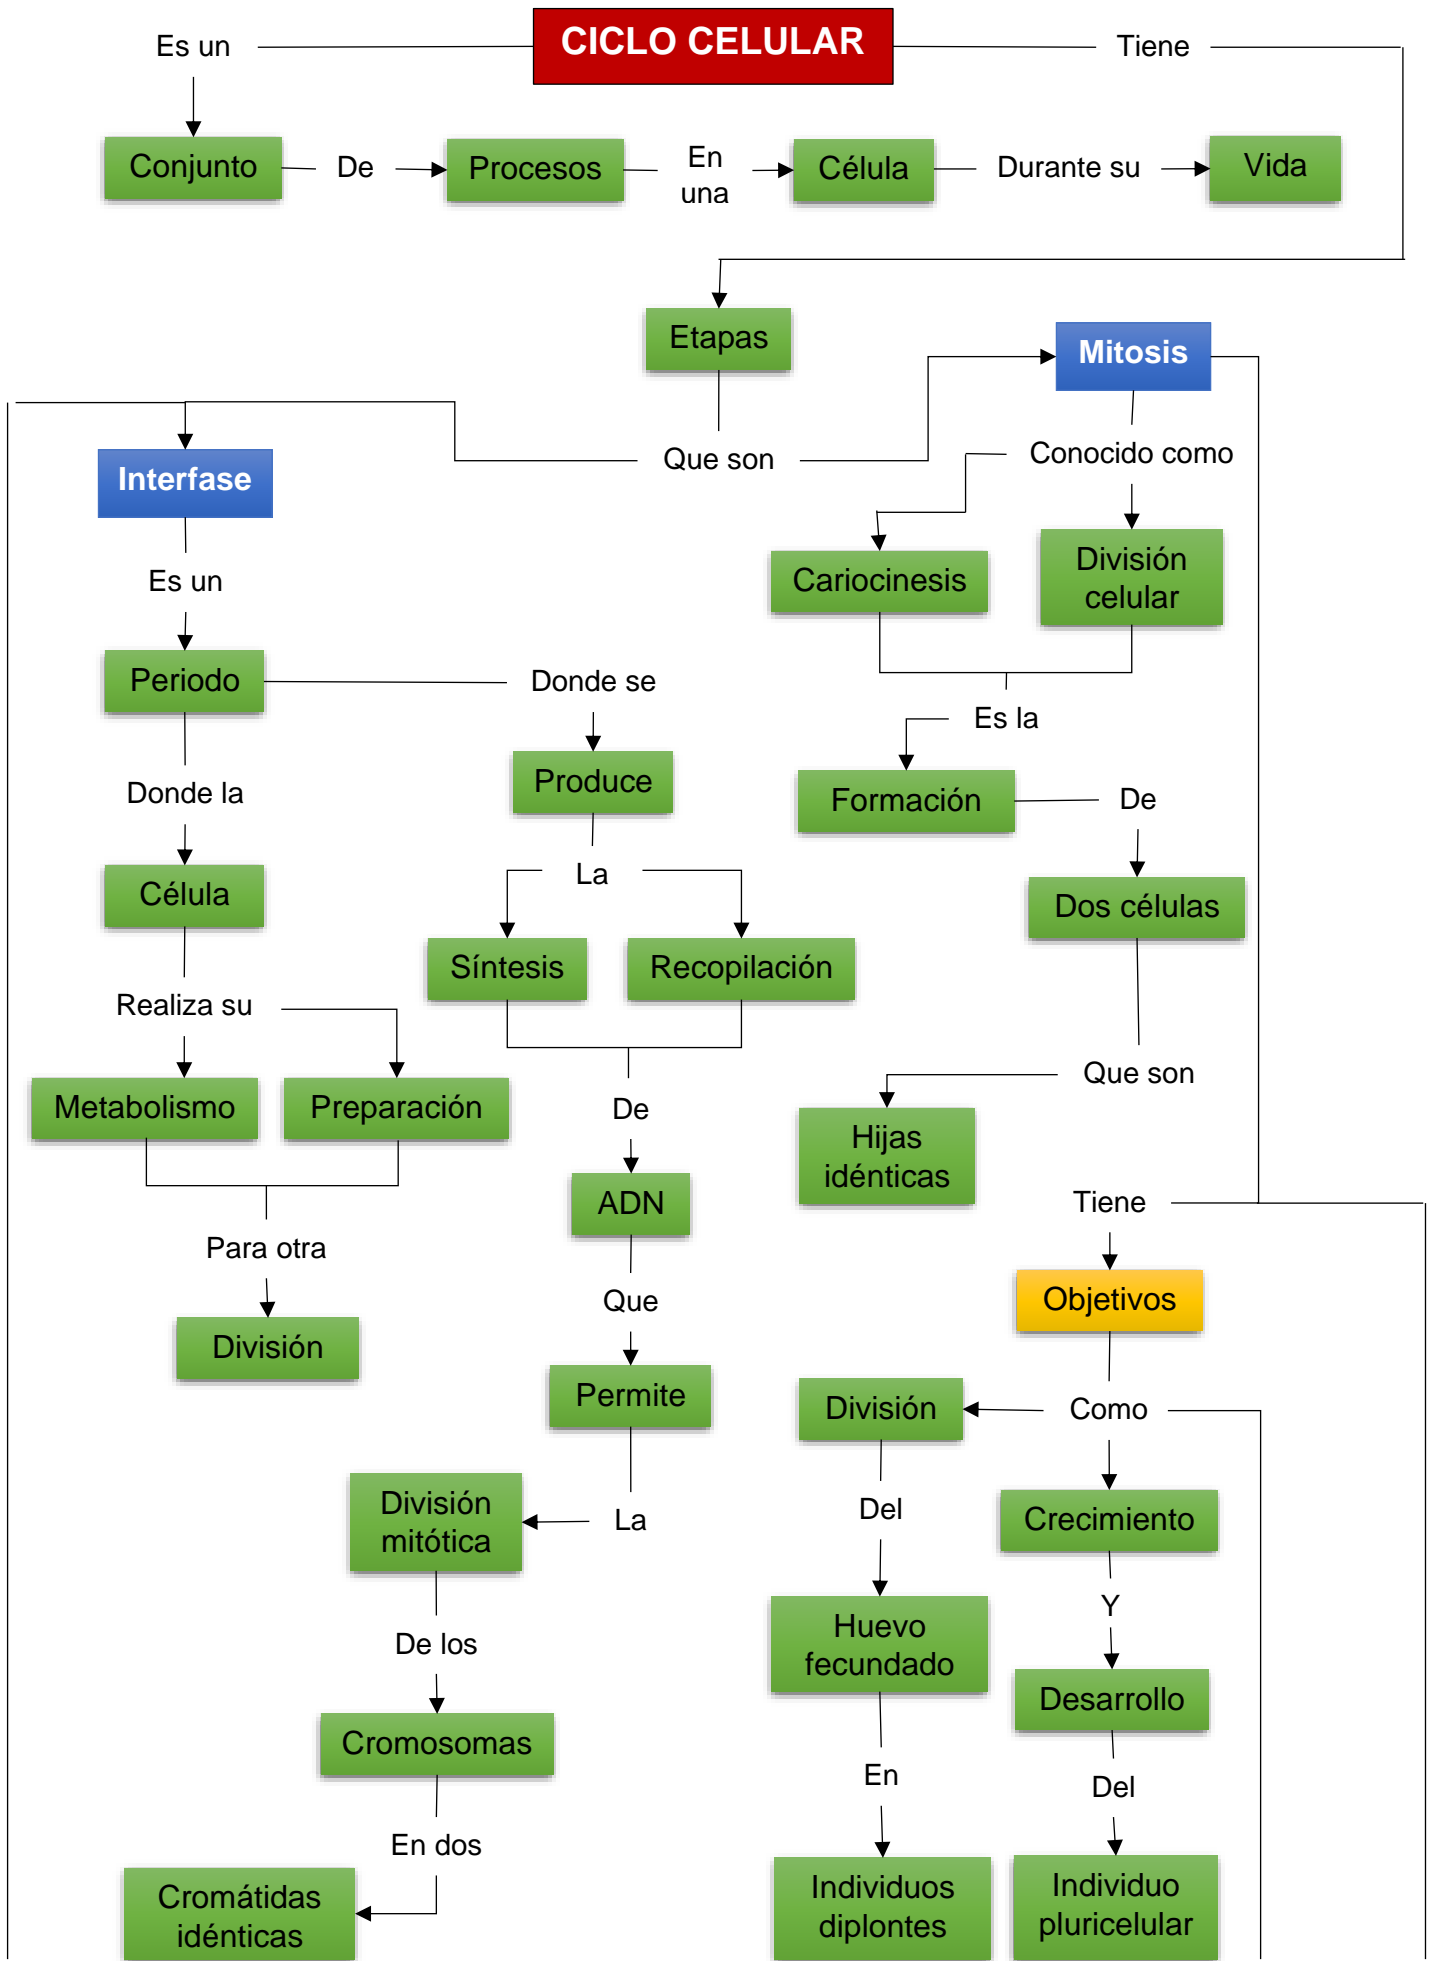 CICLO CELULAR
Es un
Tiene
Conjunto
De
Procesos
En
una
Célula
Durante su
Vida
Etapas
Que son
Interfase
Es un
Periodo
Donde la
Célula
Realiza su
Metabolismo
Preparación
Para otra
División
Donde se
Produce
La
Síntesis
Recopilación
De
ADN
Que
Permite
La
División
mitótica
De los
Cromosomas
En dos
Cromátidas
idénticas
Mitosis
Conocido como
Cariocinesis
División
celular
Es la
Formación
De
Dos células
Que son
Hijas
idénticas
Tiene
Objetivos
Como
División
Del
Huevo
fecundado
En
Individuos
diplontes
Crecimiento
Y
Desarrollo
Del
Individuo
pluricelular